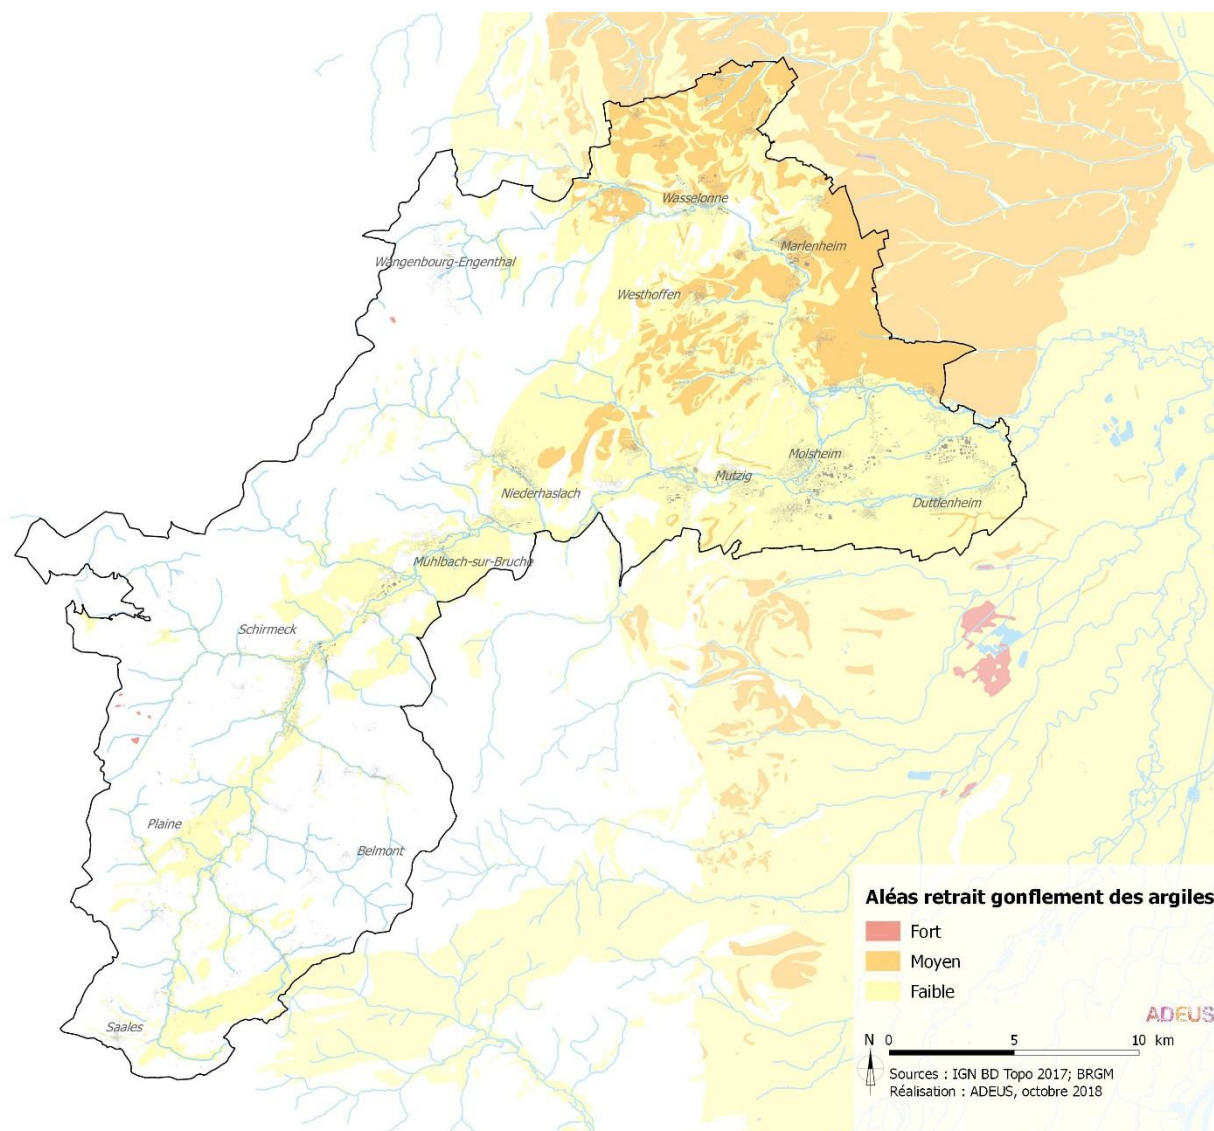 Wasselonne
Marlenheim
Wangenbourg-Engenthal
Westhoffen
Molsheim
Mutzig
Niederhaslach
Duttlenheim
Mühlbach-sur-Bruche
Schirmeck
Plaine
Belmont
Saales
Aléas retrait gonflement des argiles
Fort
Moyen
Faible
ADEUS
N 0 5 10 km
Sources : IGN BD Topo 2017; BRGM
Réalisation : ADEUS, octobre 2018